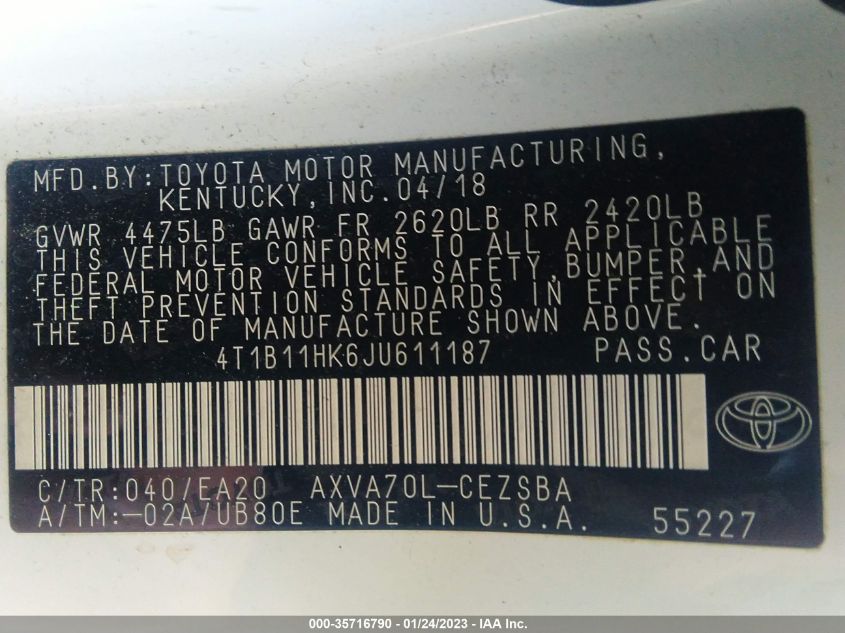 MFD.BY:TOYOTA MOTOR MANUFACTURING,
KENTUCKY,INC.04/18
GVWR 4475LB GAWR FR 2620LB RR 2420LB
THIS VEHICLE CONFORMS TO ALL APPLICABLE
FEDERAL MOTOR VEHICLE SAFETY,BUMPER,AND
THEFT PREVENTION STANDARDS IN EFFECT ON
THE DATE OF MANUFACTURE SHOWN ABOVE.
4T1B11HK6JU611187 PASS.CAR
C/TR:040/EA20 AXVA70L-CEZSBA
A/TM:-02A/UB80E MADE IN U.S.A. 55227
000-35716790 - 01/24/2023 - IAA Inc.